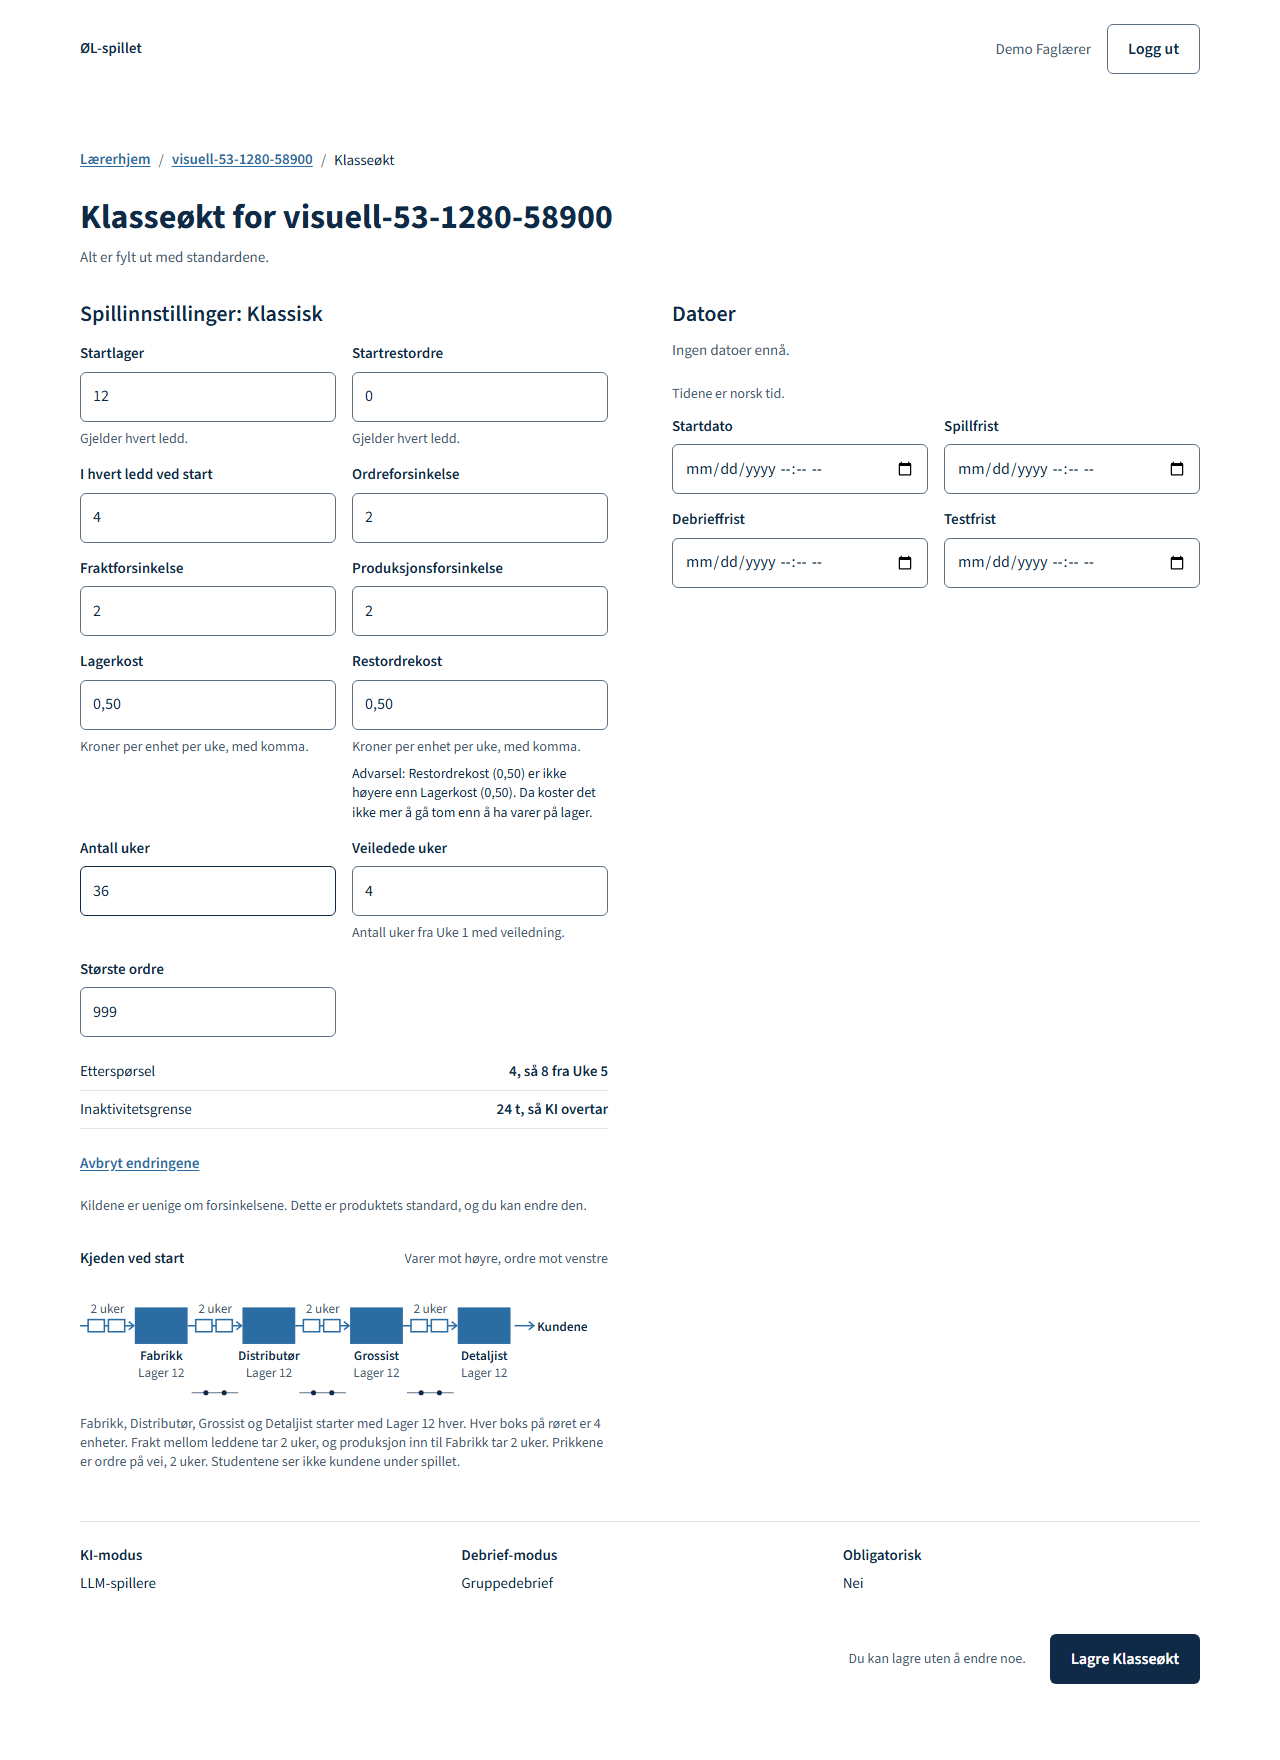 ØL-spillet
Demo Faglærer
Logg ut
Lærerhjem / visuell-53-1280-58900 / Klasseøkt
Klasseøkt for visuell-53-1280-58900
Alt er fylt ut med standardene.
Spillinnstillinger: Klassisk
Startlager
12
Gjelder hvert ledd.
Startrestordre
0
Gjelder hvert ledd.
I hvert ledd ved start
4
Ordreforsinkelse
2
Fraktforsinkelse
2
Produksjonsforsinkelse
2
Lagerkost
0,50
Kroner per enhet per uke, med komma.
Restordrekost
0,50
Kroner per enhet per uke, med komma.
Advarsel: Restordrekost (0,50) er ikke
høyere enn Lagerkost (0,50). Da koster det
ikke mer å gå tom enn å ha varer på lager.
Antall uker
36
Veiledede uker
4
Antall uker fra Uke 1 med veiledning.
Største ordre
999
Etterspørsel
4, så 8 fra Uke 5
Inaktivitetsgrense
24 t, så KI overtar
Avbryt endringene
Kildene er uenige om forsinkelsene. Dette er produktets standard, og du kan endre den.
Kjeden ved start
Varer mot høyre, ordre mot venstre
2 uker
2 uker
2 uker
2 uker
Kundene
Fabrikk
Lager 12
Distributør
Lager 12
Grossist
Lager 12
Detaljist
Lager 12
Fabrikk, Distributør, Grossist og Detaljist starter med Lager 12 hver. Hver boks på røret er 4
enheter. Frakt mellom leddene tar 2 uker, og produksjon inn til Fabrikk tar 2 uker. Prikkene
er ordre på vei, 2 uker. Studentene ser ikke kundene under spillet.
Datoer
Ingen datoer ennå.
Tidene er norsk tid.
Startdato
mm/dd/yyyy --:-- --
Spillfrist
mm/dd/yyyy --:-- --
Debrieffrist
mm/dd/yyyy --:-- --
Testfrist
mm/dd/yyyy --:-- --
KI-modus
LLM-spillere
Debrief-modus
Gruppedebrief
Obligatorisk
Nei
Du kan lagre uten å endre noe.
Lagre Klasseøkt